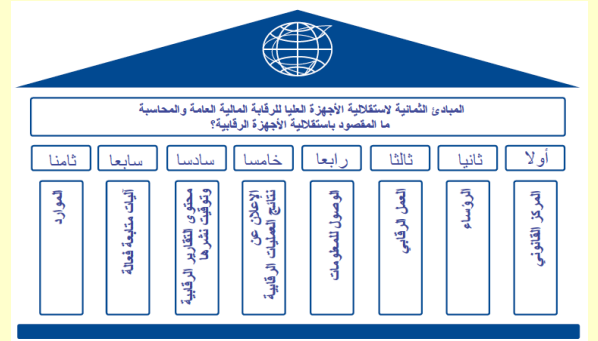 المبادئ الثمانية لاستقلالية الأجهزة العليا للرقابة المالية العامة والمحاسبة
ما المقصود باستقلالية الأجهزة الرقابية؟
أولا
ثانيا
ثالثا
رابعا
خامسا
سادسا
سابعا
ثامنا
المركز القانوني
الرؤساء
العمل الرقابي
الوصول للمعلومات
الإعلان عن
نتائج العمليات الرقابية
محتوى التقارير الرقابية
وتوقيت نشرها
آليات متابعة فعالة
الموارد